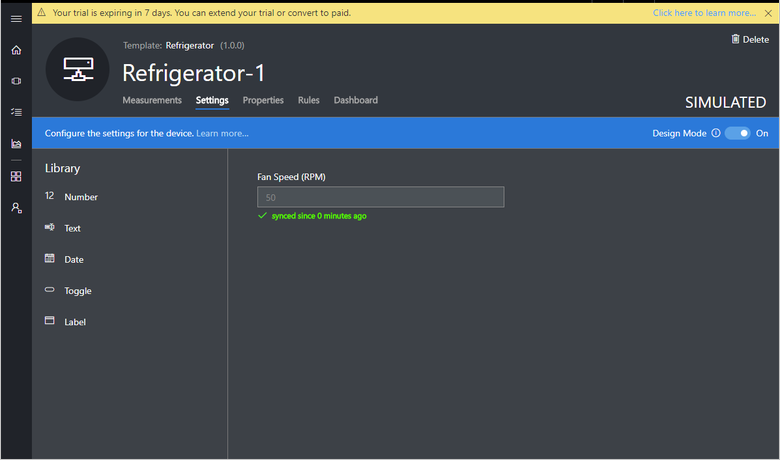 Your trial is expiring in 7 days. You can extend your trial or convert to paid. Click here to learn more...
Template: Refrigerator (1.0.0)
Delete
Refrigerator-1
Measurements Settings Properties Rules Dashboard
SIMULATED
Configure the settings for the device. Learn more... Design Mode On
Library
12 Number
Text
Date
Toggle
Label
Fan Speed (RPM)
50
synced since 0 minutes ago